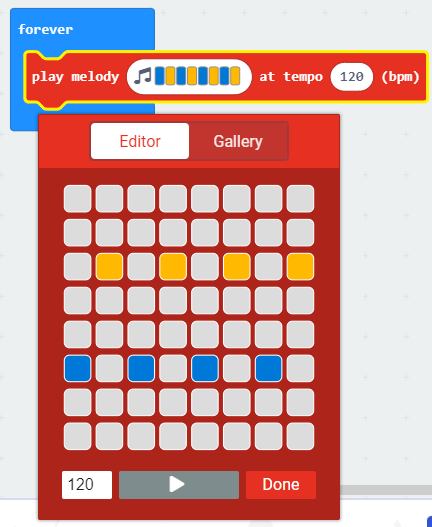 forever
play melody at tempo 120 (bpm)
Editor Gallery
120 Done